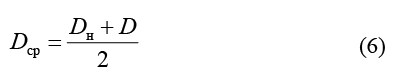 D_ср = (D_н + D) / 2 (6)